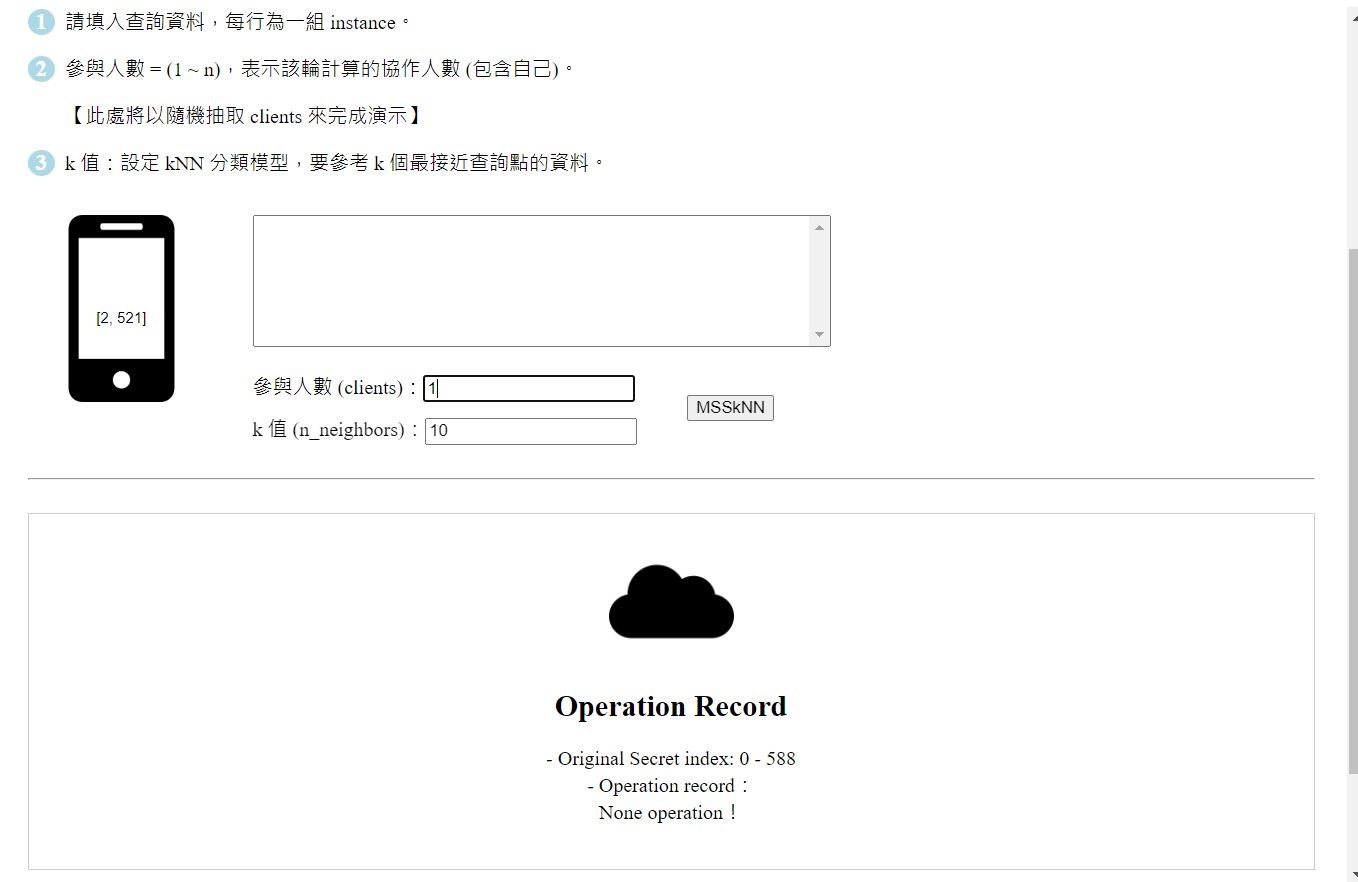 1 請填入查詢資料，每行為一組 instance。
2 參與人數 = (1 ~ n)，表示該輪計算的協作人數 (包含自己)。
【此處將以隨機抽取 clients 來完成演示】
3 k 值：設定 kNN 分類模型，要參考 k 個最接近查詢點的資料。
[2, 521]
參與人數 (clients)：1
k 值 (n_neighbors)：10
MSSkNN
Operation Record
- Original Secret index: 0 - 588
- Operation record：
None operation！